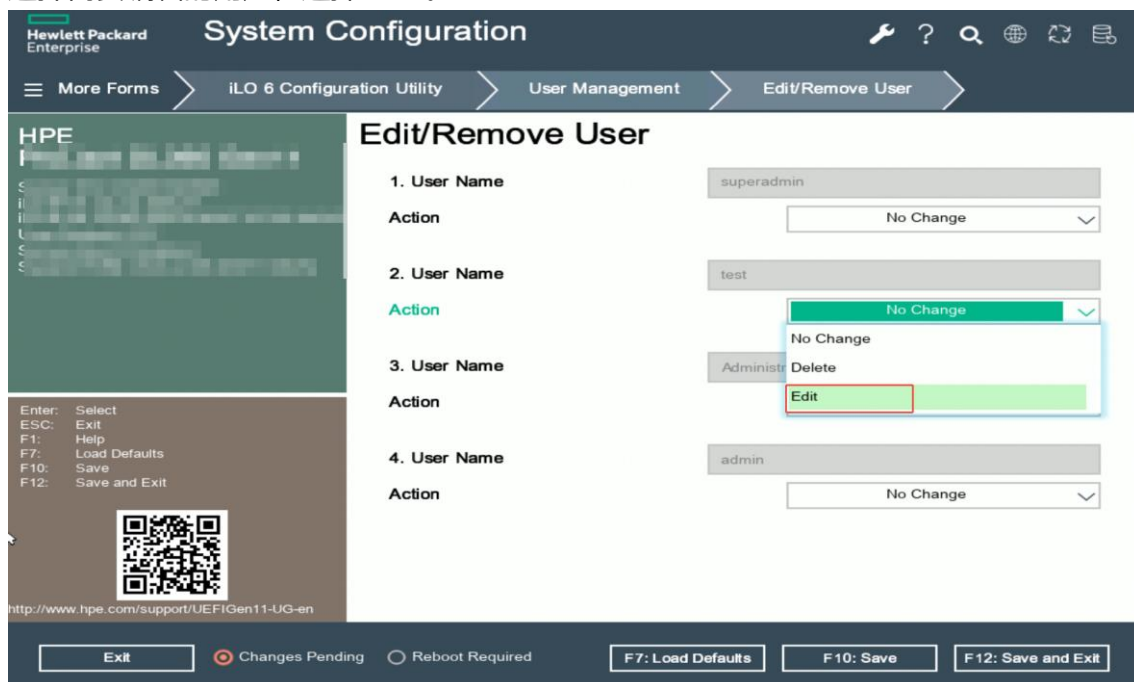 Hewlett Packard
Enterprise
System Configuration
More Forms
iLO 6 Configuration Utility
User Management
Edit/Remove User
HPE
Edit/Remove User
1. User Name
superadmin
Action
No Change
2. User Name
test
Action
No Change
No Change
Delete
Edit
3. User Name
Administr
Action
4. User Name
admin
Action
No Change
Enter: Select
ESC: Exit
F1: Help
F7: Load Defaults
F10: Save
F12: Save and Exit
http://www.hpe.com/support/UEFIGen11-UG-en
Exit
Changes Pending
Reboot Required
F7: Load Defaults
F10: Save
F12: Save and Exit